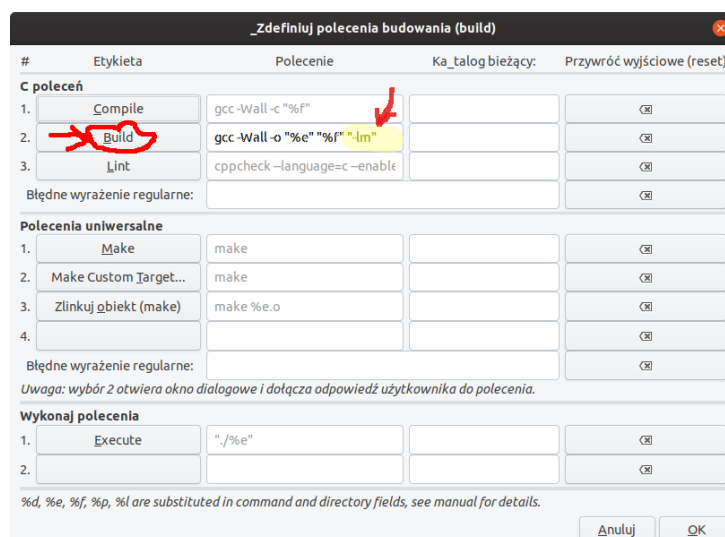 _Zdefiniuj polecenia budowania (build)
# Etykieta Polecenie Ka_talog bieżący: Przywróć wyjściowe (reset)
C poleceń
1. Compile gcc -Wall -c "%f"
2. Build gcc -Wall -o "%e" "%f" "-lm"
3. Lint cppcheck --language=c --enable
Błędne wyrażenie regularne:
Polecenia uniwersalne
1. Make make
2. Make Custom Target... make
3. Zlinkuj obiekt (make) make %e.o
4.
Błędne wyrażenie regularne:
Uwaga: wybór 2 otwiera okno dialogowe i dołącza odpowiedź użytkownika do polecenia.
Wykonaj polecenia
1. Execute "./%e"
2.
%d, %e, %f, %p, %l are substituted in command and directory fields, see manual for details.
Anuluj OK